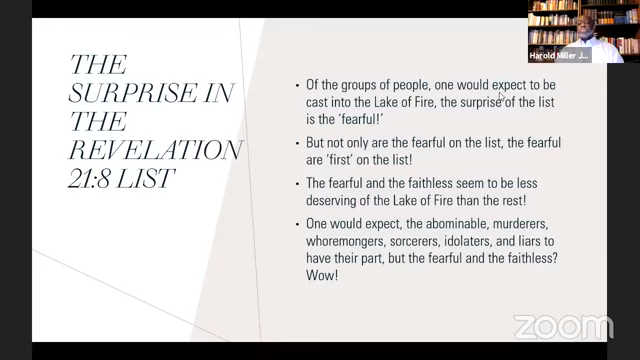 THE
SURPRISE IN
THE
REVELATION
21:8 LIST
• Of the groups of people, one would expect to be
cast into the Lake of Fire, the surprise of the list
is the 'fearful!'
• But not only are the fearful on the list, the fearful
are 'first' on the list!
• The fearful and the faithless seem to be less
deserving of the Lake of Fire than the rest!
• One would expect, the abominable, murderers,
whoremongers, sorcerers, idolaters, and liars to
have their part, but the fearful and the faithless?
Wow!
Harold Miller J...
zoom